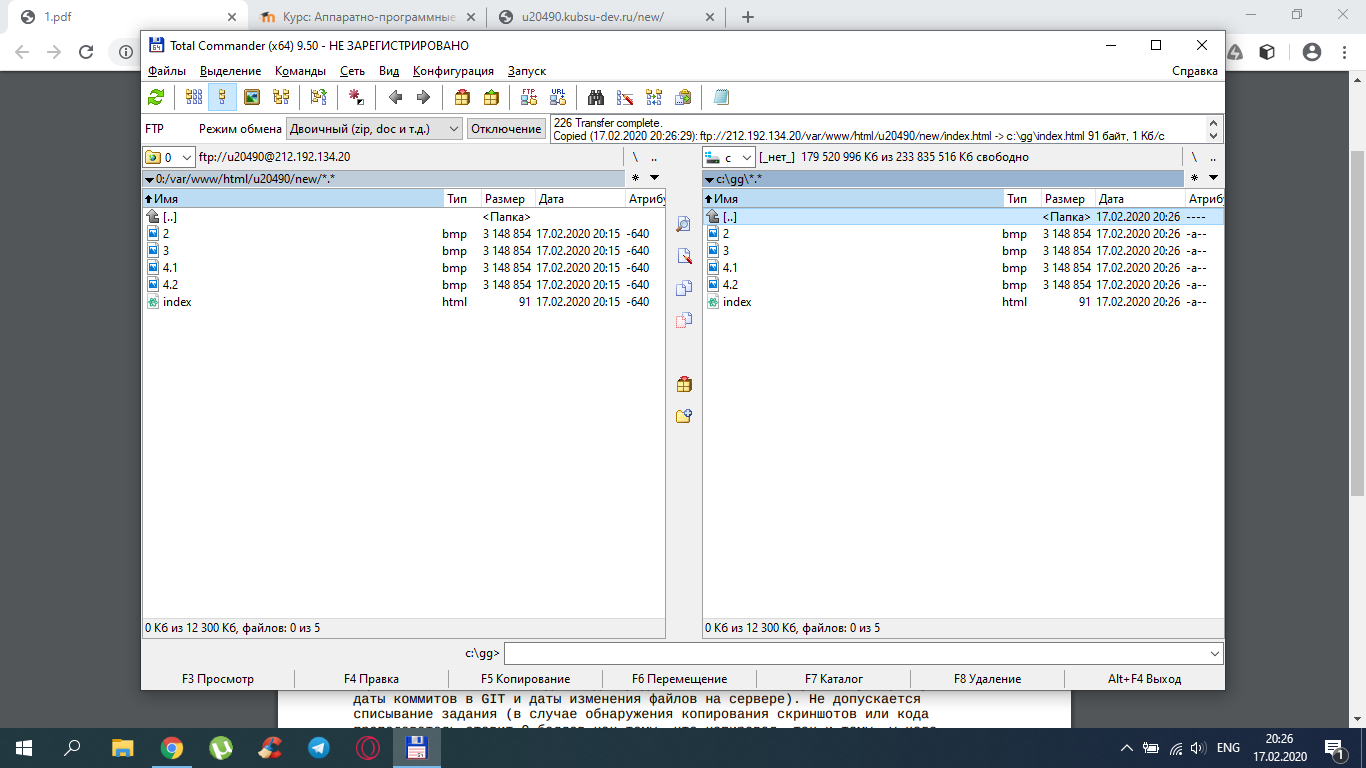 1.pdf
Курс: Аппаратно-программные
u20490.kubsu-dev.ru/new/
Total Commander (x64) 9.50 - НЕ ЗАРЕГИСТРИРОВАНО
Файлы Выделение Команды Сеть Вид Конфигурация Запуск Справка
FTP Режим обмена Двоичный (zip, doc и т.д.) Отключение
226 Transfer complete.
Copied (17.02.2020 20:26:29): ftp://212.192.134.20/var/www/html/u20490/new/index.html -> c:\gg\index.html 91 байт, 1 Кб/с
0 ftp://u20490@212.192.134.20 \ ..
c [_нет_] 179 520 996 Кб из 233 835 516 Кб свободно \ ..
0:/var/www/html/u20490/new/*.* *
c:\gg\*.* *
Имя Тип Размер Дата Атрибу
[..] <Папка>
2 bmp 3 148 854 17.02.2020 20:15 -640
3 bmp 3 148 854 17.02.2020 20:15 -640
4.1 bmp 3 148 854 17.02.2020 20:15 -640
4.2 bmp 3 148 854 17.02.2020 20:15 -640
index html 91 17.02.2020 20:15 -640
0 Кб из 12 300 Кб, файлов: 0 из 5
Имя Тип Размер Дата Атрибу
[..] <Папка> 17.02.2020 20:26 ----
2 bmp 3 148 854 17.02.2020 20:26 -a--
3 bmp 3 148 854 17.02.2020 20:26 -a--
4.1 bmp 3 148 854 17.02.2020 20:26 -a--
4.2 bmp 3 148 854 17.02.2020 20:26 -a--
index html 91 17.02.2020 20:26 -a--
0 Кб из 12 300 Кб, файлов: 0 из 5
c:\gg>
F3 Просмотр F4 Правка F5 Копирование F6 Перемещение F7 Каталог F8 Удаление Alt+F4 Выход
даты коммитов в GIT и даты изменения файлов на сервере). Не допускается
списывание задания (в случае обнаружения копирования скриншотов или кода
ENG
20:26
17.02.2020
1